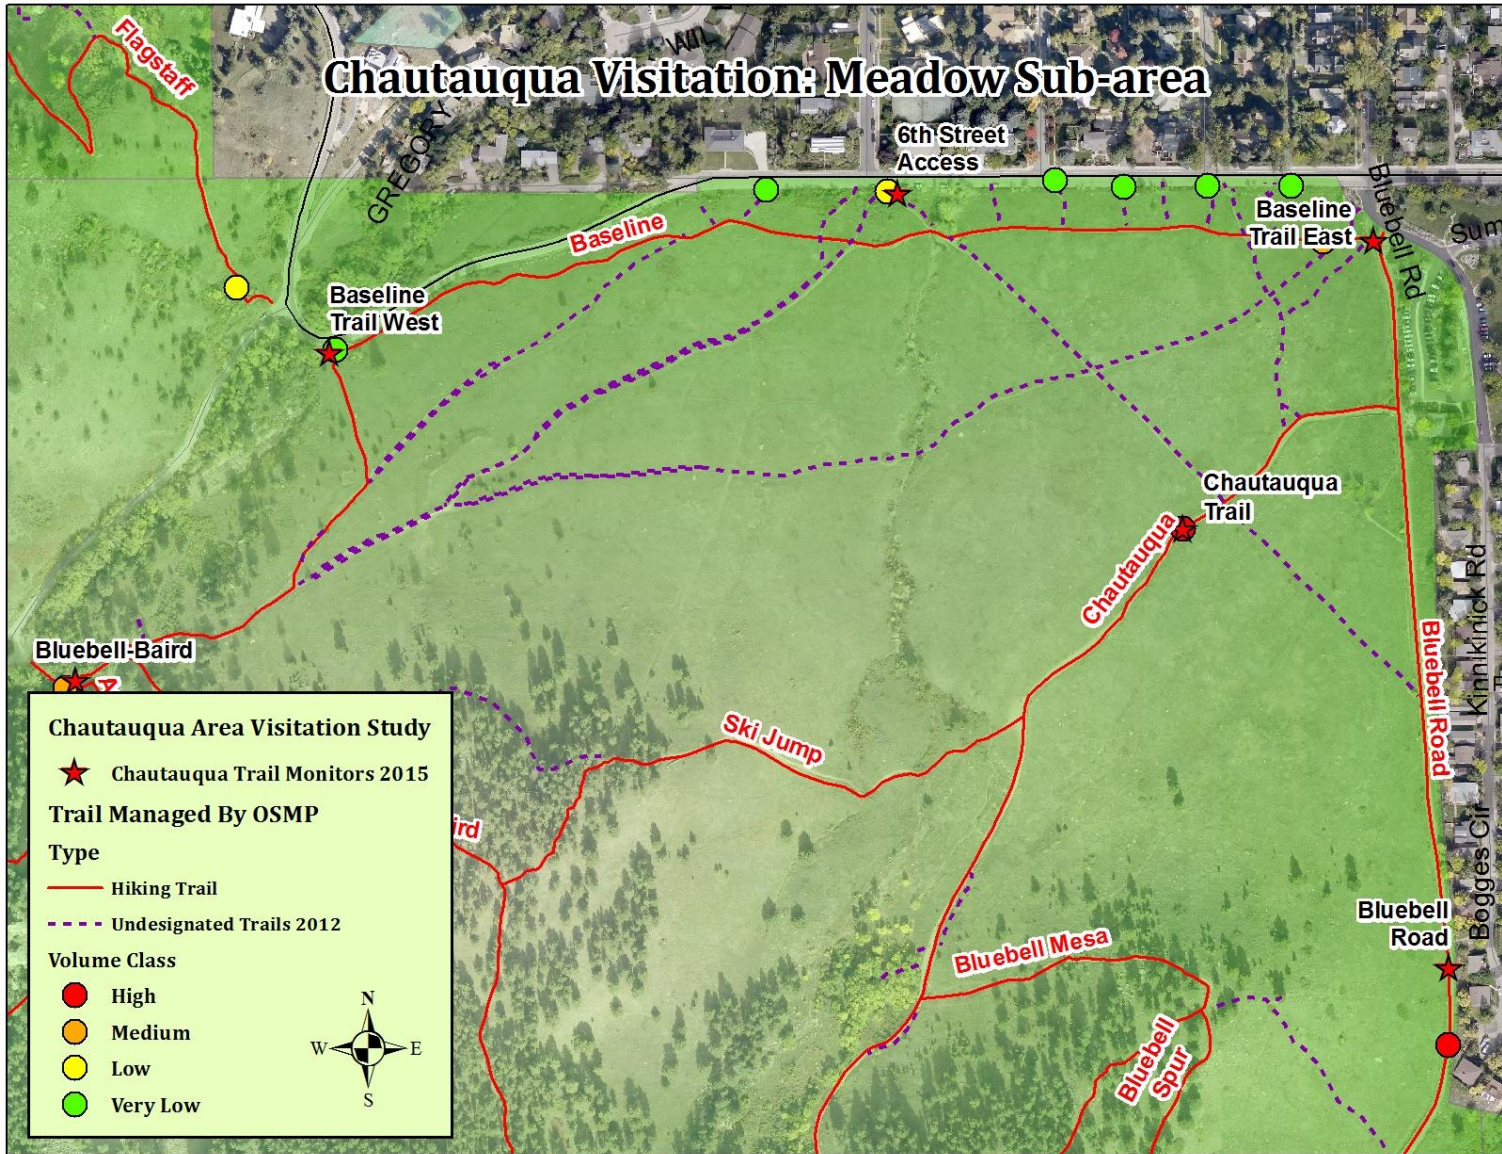 Chautauqua Visitation: Meadow Sub-area
Flagstaff
GREGORY
6th Street
Access
Baseline
Baseline
Trail East
Bluebell Rd
Sum
Baseline
Trail West
Chautauqua
Trail
Chautauqua
Kinnikinick Rd
Bluebell Road
Bluebell-Baird
Ski Jump
ird
Bogges Cir
Bluebell
Road
Bluebell Mesa
Bluebell
Spur
Chautauqua Area Visitation Study
Chautauqua Trail Monitors 2015
Trail Managed By OSMP
Type
Hiking Trail
Undesignated Trails 2012
Volume Class
High
Medium
Low
Very Low
N
W
E
S